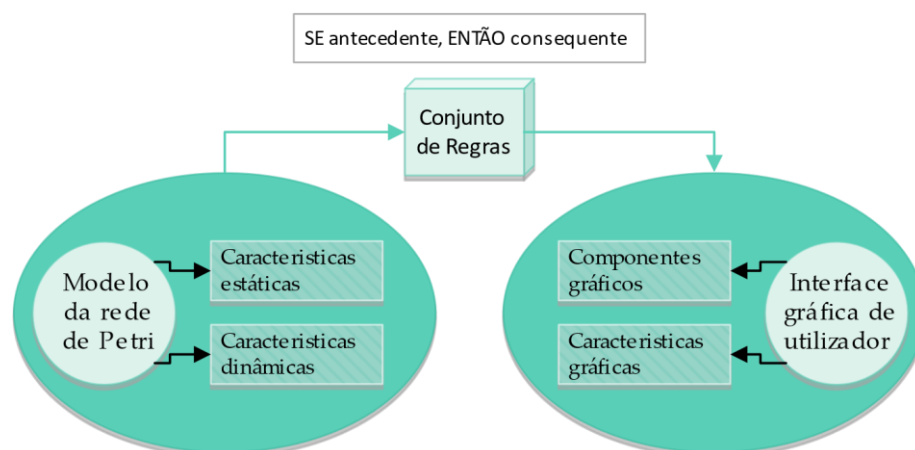 SE antecedente, ENTÃO consequente
Conjunto
de Regras
Modelo
da rede
de Petri
Caracteristicas
estáticas
Caracteristicas
dinâmicas
Componentes
gráficos
Caracteristicas
gráficas
Interface
gráfica de
utilizador